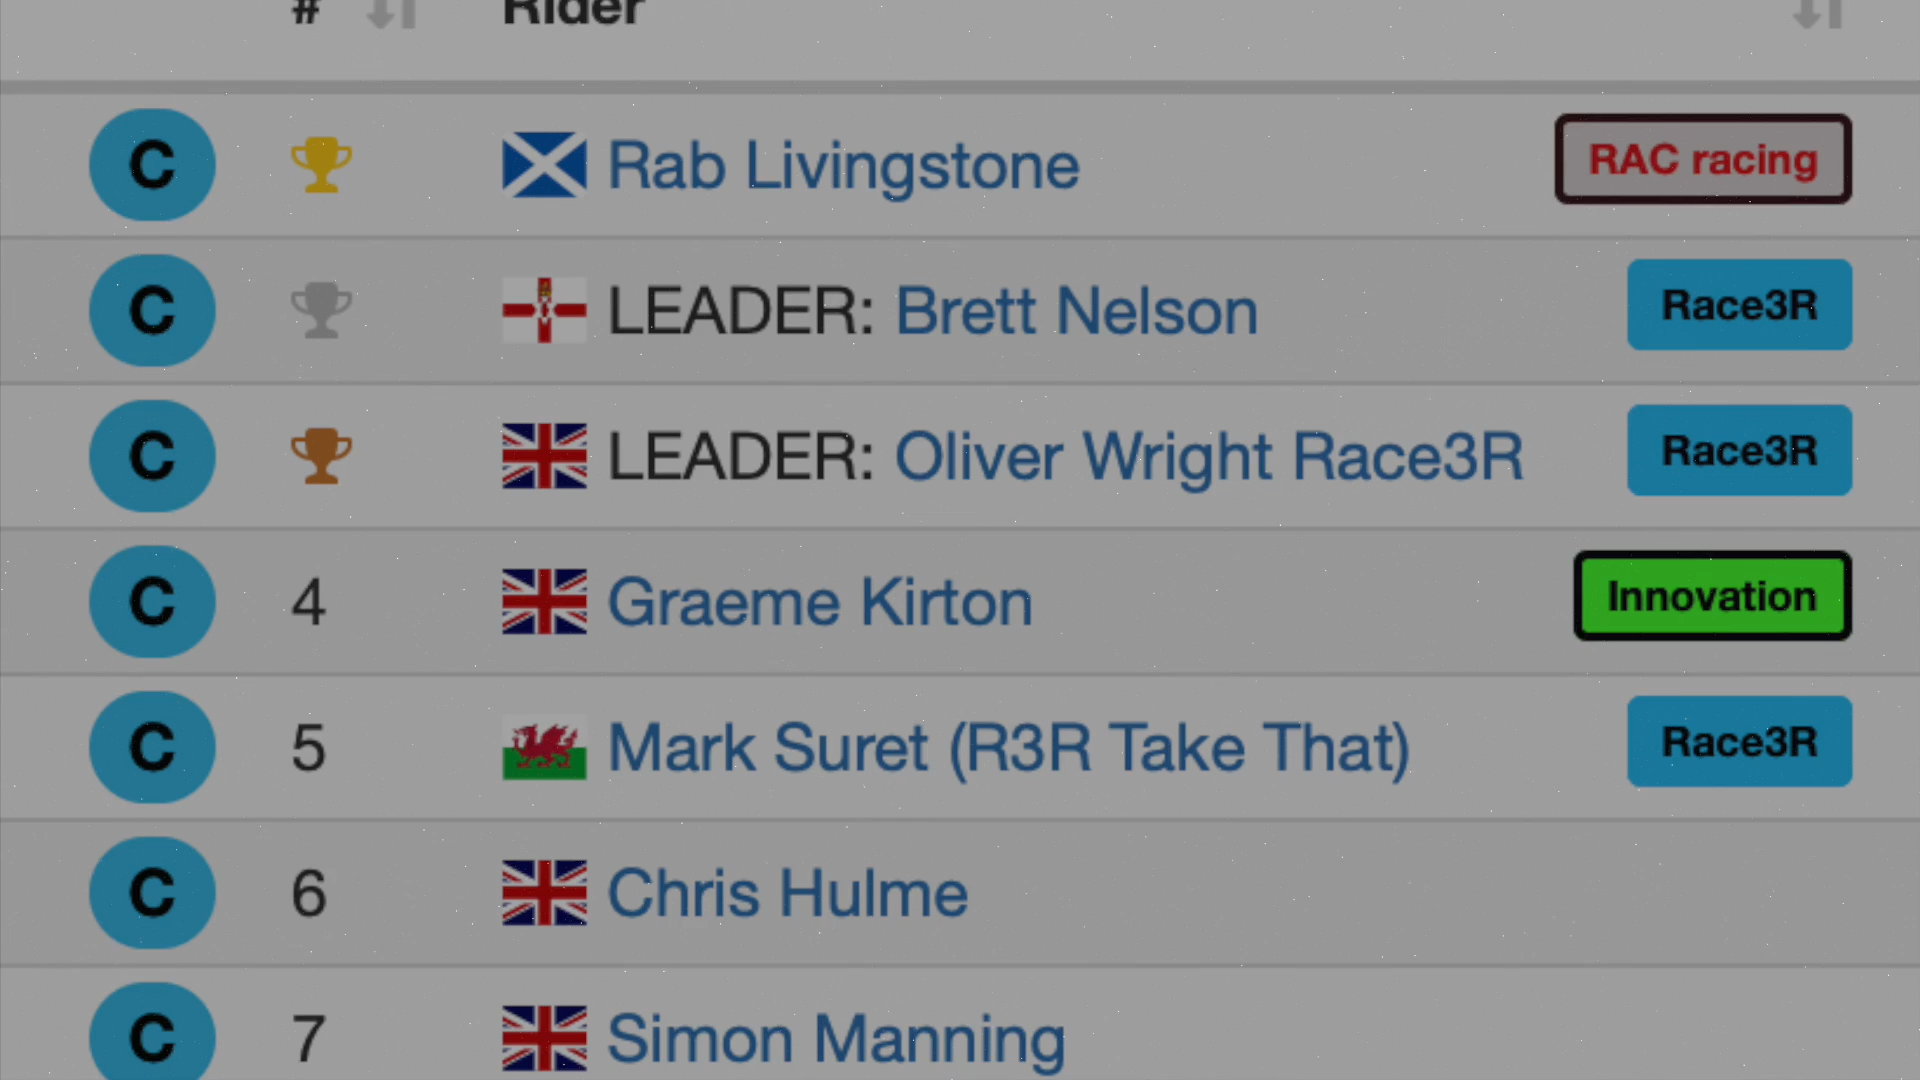 # Rider
C Rab Livingstone RAC racing
C LEADER: Brett Nelson Race3R
C LEADER: Oliver Wright Race3R Race3R
C 4 Graeme Kirton Innovation
C 5 Mark Suret (R3R Take That) Race3R
C 6 Chris Hulme
C 7 Simon Manning